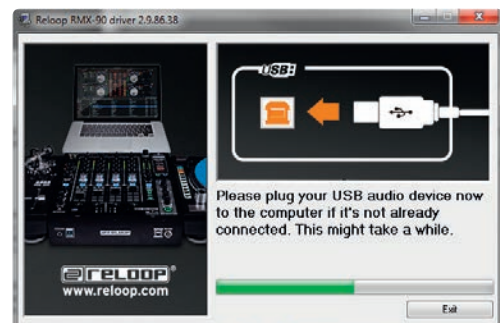 Reloop RMX-90 driver 2.9.86.38
USB:
Please plug your USB audio device now
to the computer if it's not already
connected. This might take a while.
RELOOP®
www.reloop.com
Exit